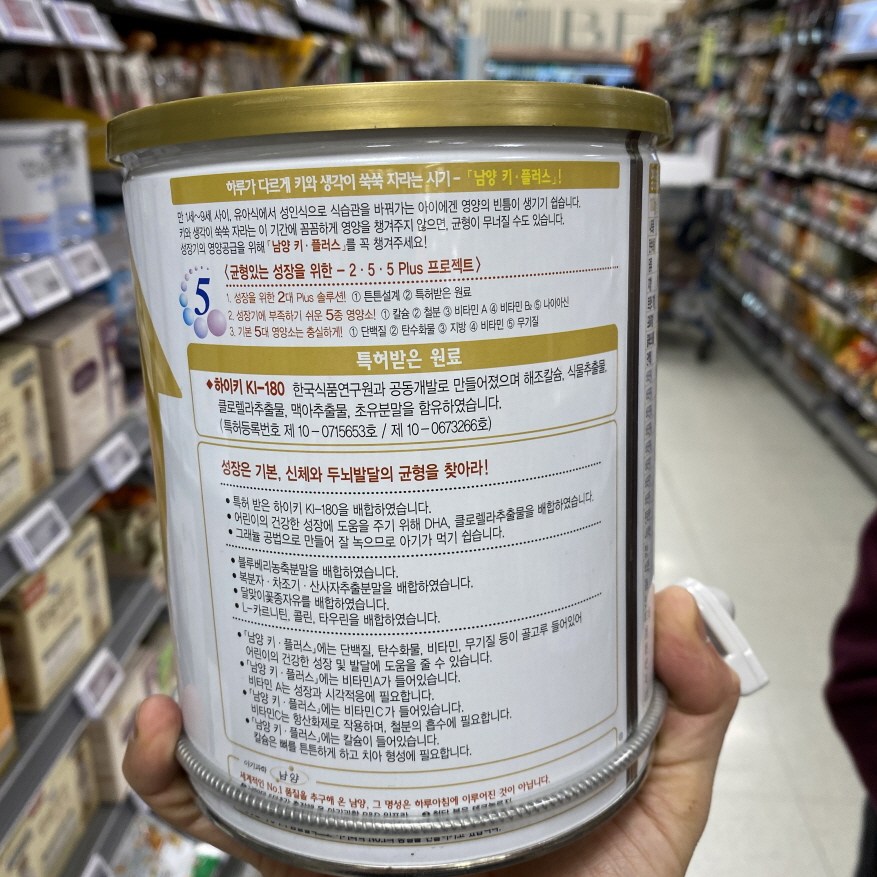 하루가 다르게 키와 생각이 쑥쑥 자라는 시기 – 「남양 키·플러스」!
만 1세~9세 사이, 유아식에서 성인식으로 식습관을 바꿔가는 아이에겐 영양의 빈틈이 생기기 쉽습니다.
키와 생각이 쑥쑥 자라는 이 기간에 꼼꼼하게 영양을 챙겨주지 않으면, 균형이 무너질 수도 있습니다.
성장기의 영양공급을 위해 「남양 키·플러스」를 꼭 챙겨주세요!
5
〈균형있는 성장을 위한 – 2·5·5 Plus 프로젝트〉
1. 성장을 위한 2대 Plus 솔루션! ① 튼튼설계 ② 특허받은 원료
2. 성장기에 부족하기 쉬운 5종 영양소! ① 칼슘 ② 철분 ③ 비타민 A ④ 비타민 B₂ ⑤ 나이아신
3. 기본 5대 영양소는 충실하게! ① 단백질 ② 탄수화물 ③ 지방 ④ 비타민 ⑤ 무기질
특허받은 원료
◆하이키 KI-180 한국식품연구원과 공동개발로 만들어졌으며 해조칼슘, 식물추출물,
클로렐라추출물, 맥아추출물, 초유분말을 함유하였습니다.
(특허등록번호 제 10-0715653호 / 제 10-0673266호)
성장은 기본, 신체와 두뇌발달의 균형을 찾아라!
• 특허 받은 하이키 KI-180을 배합하였습니다.
• 어린이의 건강한 성장에 도움을 주기 위해 DHA, 클로렐라추출물을 배합하였습니다.
• 그래뉼 공법으로 만들어 잘 녹으므로 아기가 먹기 쉽습니다.
• 블루베리농축분말을 배합하였습니다.
• 복분자·차조기·산사자추출분말을 배합하였습니다.
• 달맞이꽃종자유를 배합하였습니다.
• L-카르니틴, 콜린, 타우린을 배합하였습니다.
• 「남양 키·플러스」에는 단백질, 탄수화물, 비타민, 무기질 등이 골고루 들어있어
어린이의 건강한 성장 및 발달에 도움을 줄 수 있습니다.
• 「남양 키·플러스」에는 비타민A가 들어있습니다.
비타민 A는 성장과 시각적응에 필요합니다.
• 「남양 키·플러스」에는 비타민C가 들어있습니다.
비타민C는 항산화제로 작용하며, 철분의 흡수에 필요합니다.
• 「남양 키·플러스」에는 칼슘이 들어있습니다.
칼슘은 뼈를 튼튼하게 하고 치아 형성에 필요합니다.
아기과학 남양
세계적인 No.1 품질을 추구해 온 남양, 그 명성은 하루아침에 이루어진 것이 아닙니다.